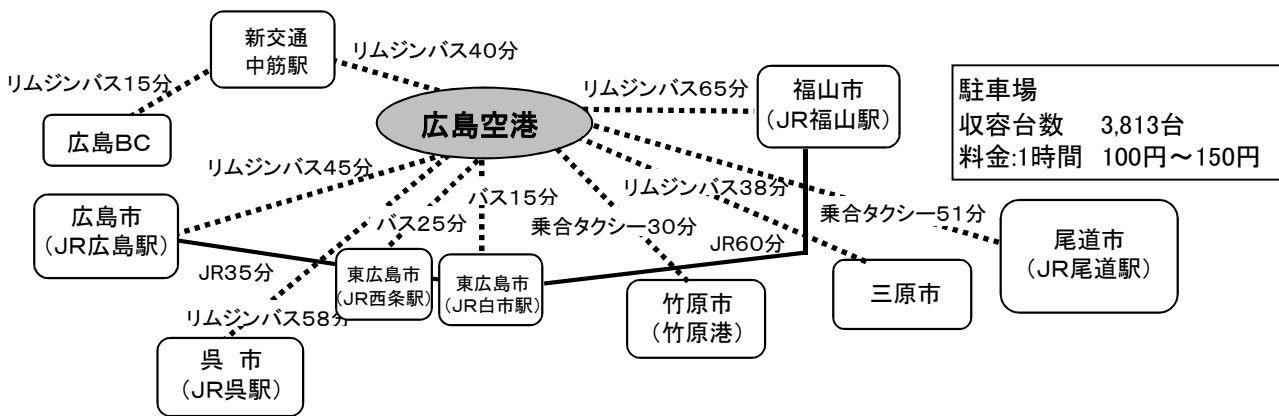 新交通
中筋駅
リムジンバス40分
リムジンバス15分
広島BC
広島空港
リムジンバス65分
福山市
(JR福山駅)
駐車場
収容台数　3,813台
料金:1時間　100円～150円
リムジンバス45分
バス15分
リムジンバス38分
広島市
(JR広島駅)
バス25分
乗合タクシー30分
乗合タクシー51分
JR60分
尾道市
(JR尾道駅)
JR35分
東広島市
(JR西条駅)
東広島市
(JR白市駅)
竹原市
(竹原港)
三原市
リムジンバス58分
呉　市
(JR呉駅)